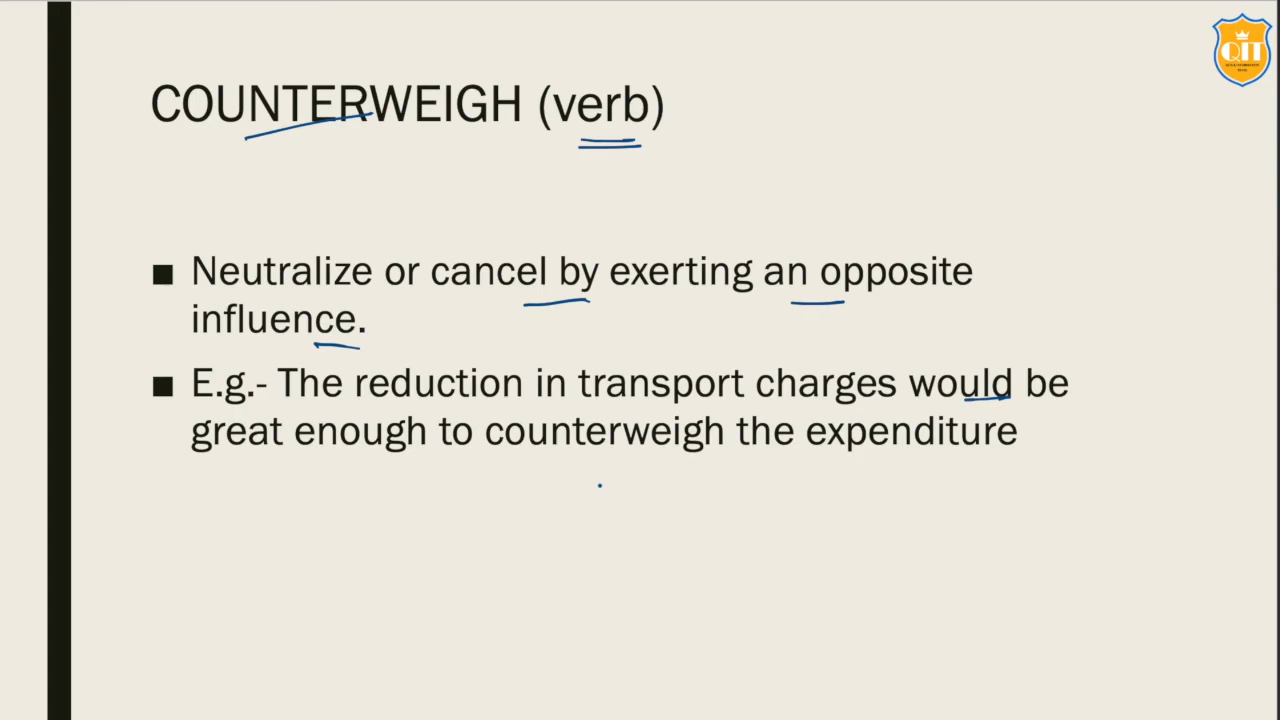 COUNTERWEIGH (verb)
QIT
■ Neutralize or cancel by exerting an opposite
influence.
■ E.g.- The reduction in transport charges would be
great enough to counterweigh the expenditure